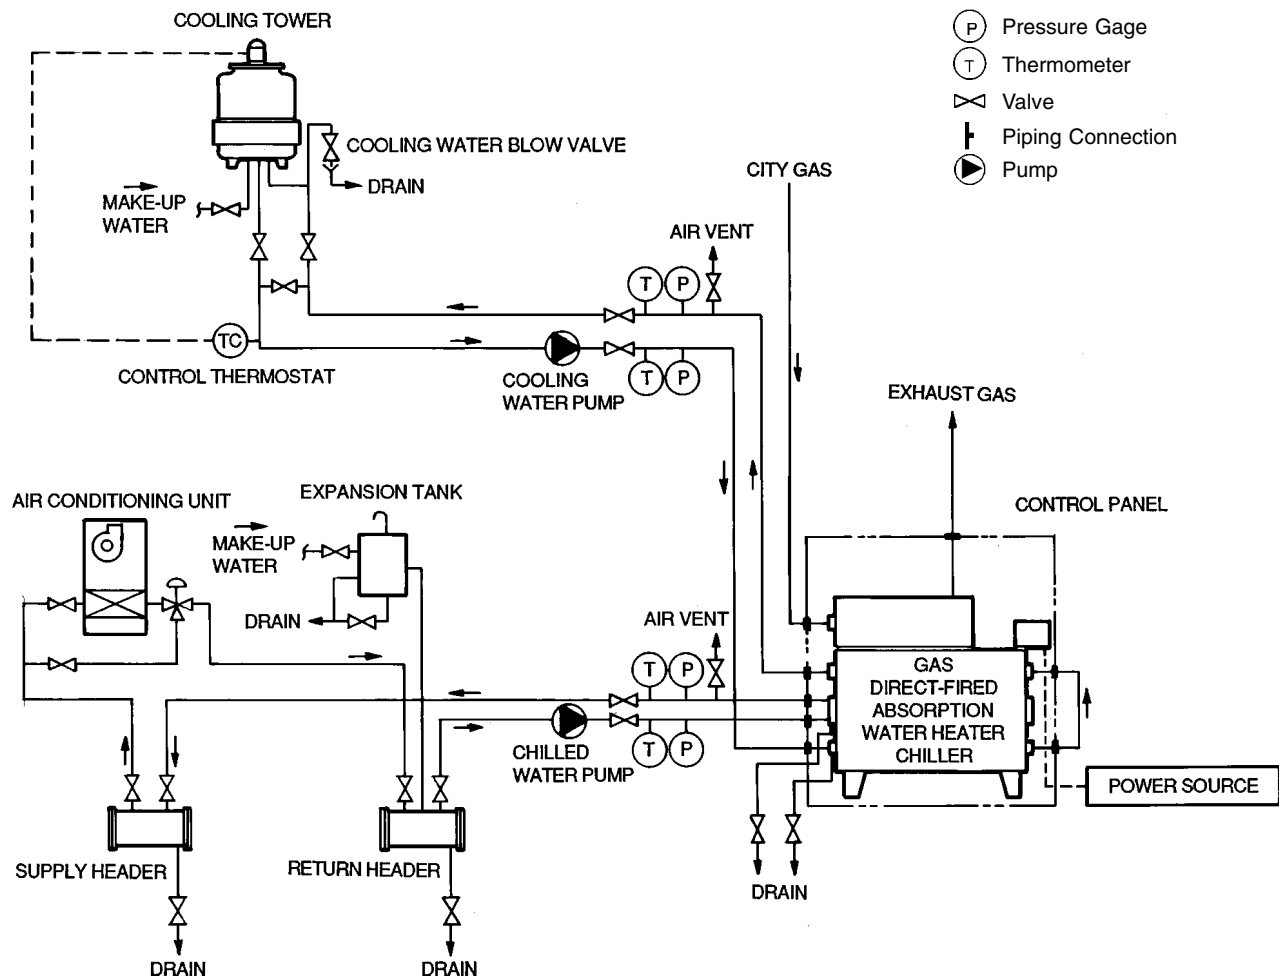 COOLING TOWER
P Pressure Gage
T Thermometer
Valve
Piping Connection
Pump
COOLING WATER BLOW VALVE
DRAIN
CITY GAS
MAKE-UP
WATER
AIR VENT
T P
TC
CONTROL THERMOSTAT
T P
COOLING
WATER PUMP
EXHAUST GAS
AIR CONDITIONING UNIT
EXPANSION TANK
CONTROL PANEL
MAKE-UP
WATER
DRAIN
AIR VENT
T P
GAS
DIRECT-FIRED
ABSORPTION
WATER HEATER
CHILLER
CHILLED
WATER PUMP
T P
POWER SOURCE
SUPPLY HEADER
RETURN HEADER
DRAIN
DRAIN
DRAIN